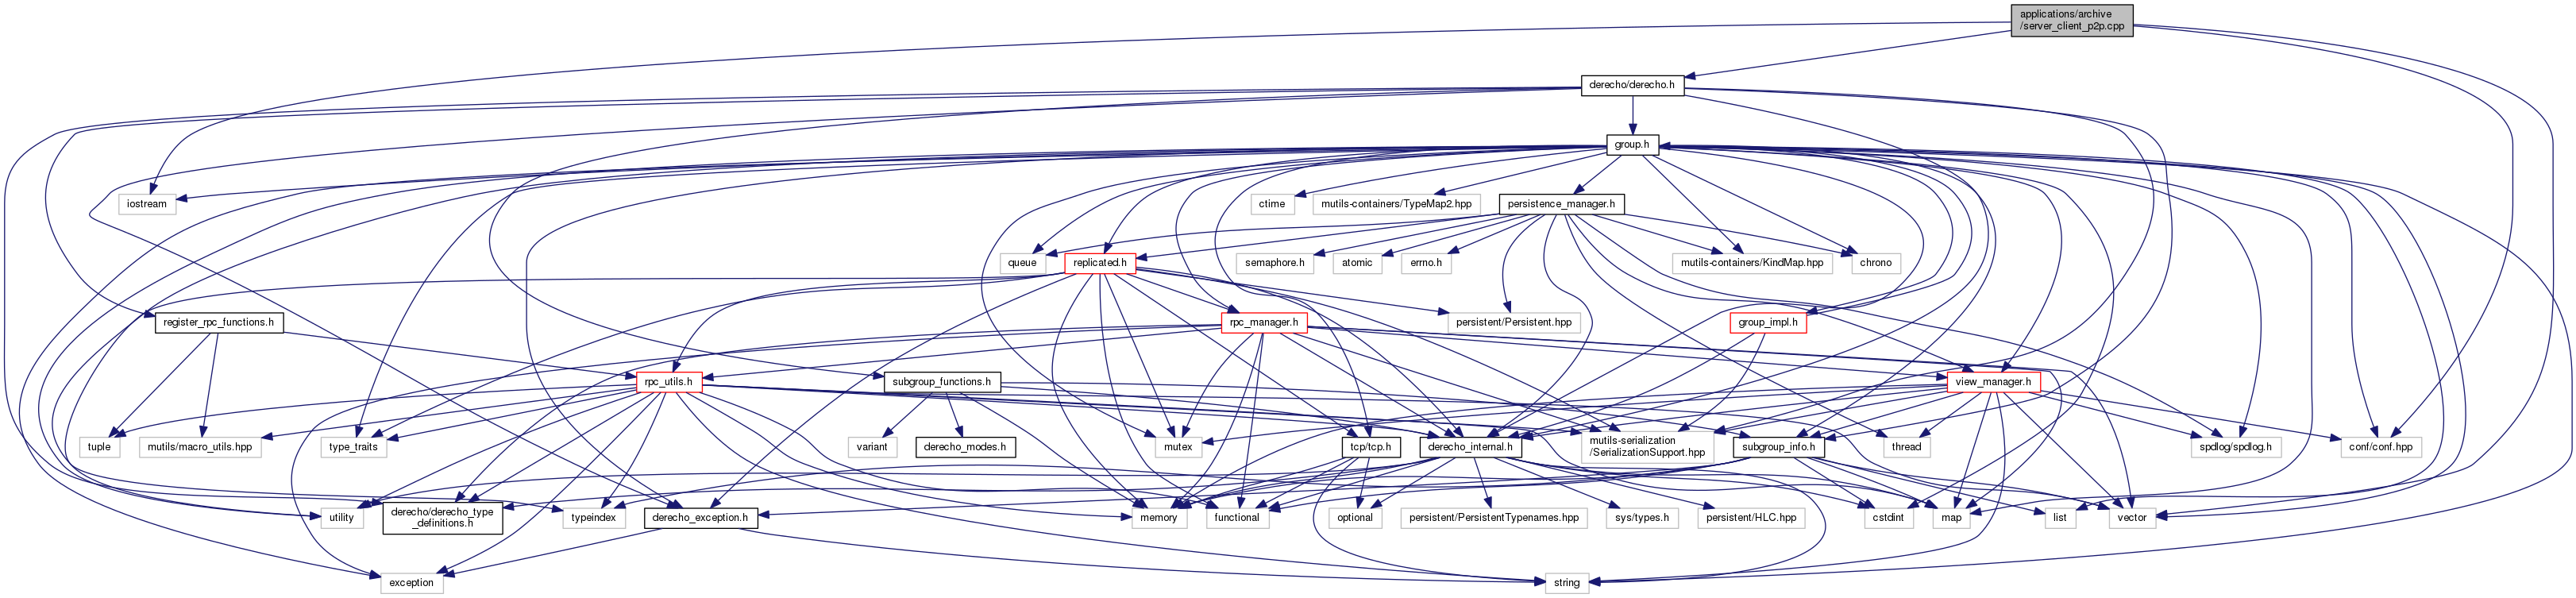 applications/archive
/server_client_p2p.cpp
derecho/derecho.h
group.h
iostream
ctime
mutils-containers/TypeMap2.hpp
persistence_manager.h
queue
replicated.h
semaphore.h
atomic
errno.h
mutils-containers/KindMap.hpp
chrono
register_rpc_functions.h
rpc_manager.h
persistent/Persistent.hpp
group_impl.h
rpc_utils.h
subgroup_functions.h
view_manager.h
tuple
mutils/macro_utils.hpp
type_traits
variant
derecho_modes.h
mutex
tcp/tcp.h
derecho_internal.h
mutils-serialization
/SerializationSupport.hpp
subgroup_info.h
thread
spdlog/spdlog.h
conf/conf.hpp
utility
derecho/derecho_type
_definitions.h
typeindex
derecho_exception.h
memory
functional
optional
persistent/PersistentTypenames.hpp
sys/types.h
persistent/HLC.hpp
cstdint
map
list
vector
exception
string